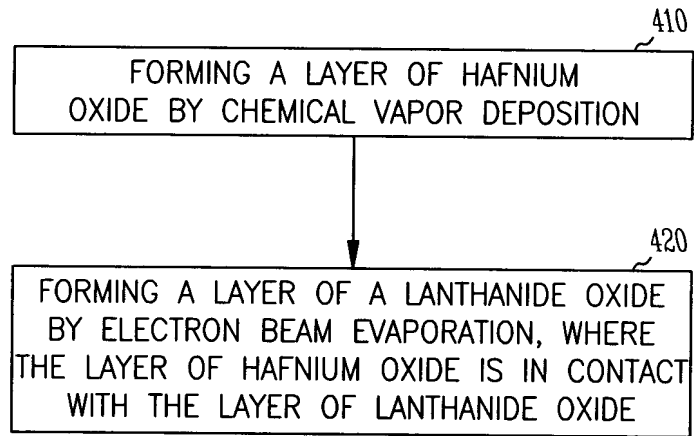 410
FORMING A LAYER OF HAFNIUM
OXIDE BY CHEMICAL VAPOR DEPOSITION
420
FORMING A LAYER OF A LANTHANIDE OXIDE
BY ELECTRON BEAM EVAPORATION, WHERE
THE LAYER OF HAFNIUM OXIDE IS IN CONTACT
WITH THE LAYER OF LANTHANIDE OXIDE